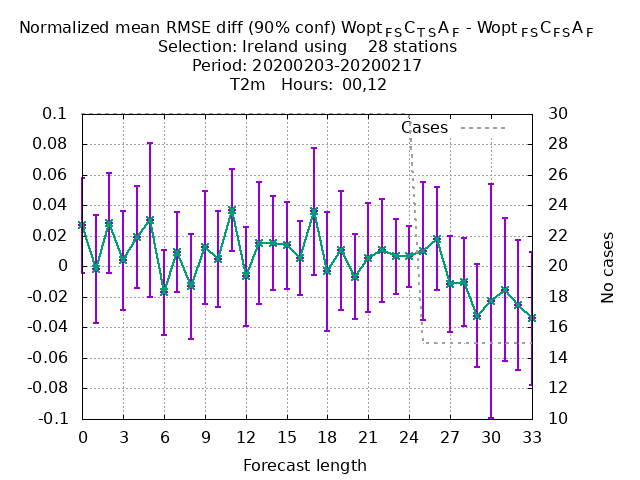 Normalized mean RMSE diff (90% conf) Wopt FS C T S A F - Wopt FS C FS A F
Selection: Ireland using    28 stations
Period: 20200203-20200217
T2m   Hours: 00,12
Cases
0.1
0.08
0.06
0.04
0.02
0
-0.02
-0.04
-0.06
-0.08
-0.1
30
28
26
24
22
20
18
16
14
12
10
No cases
0 3 6 9 12 15 18 21 24 27 30 33
Forecast length